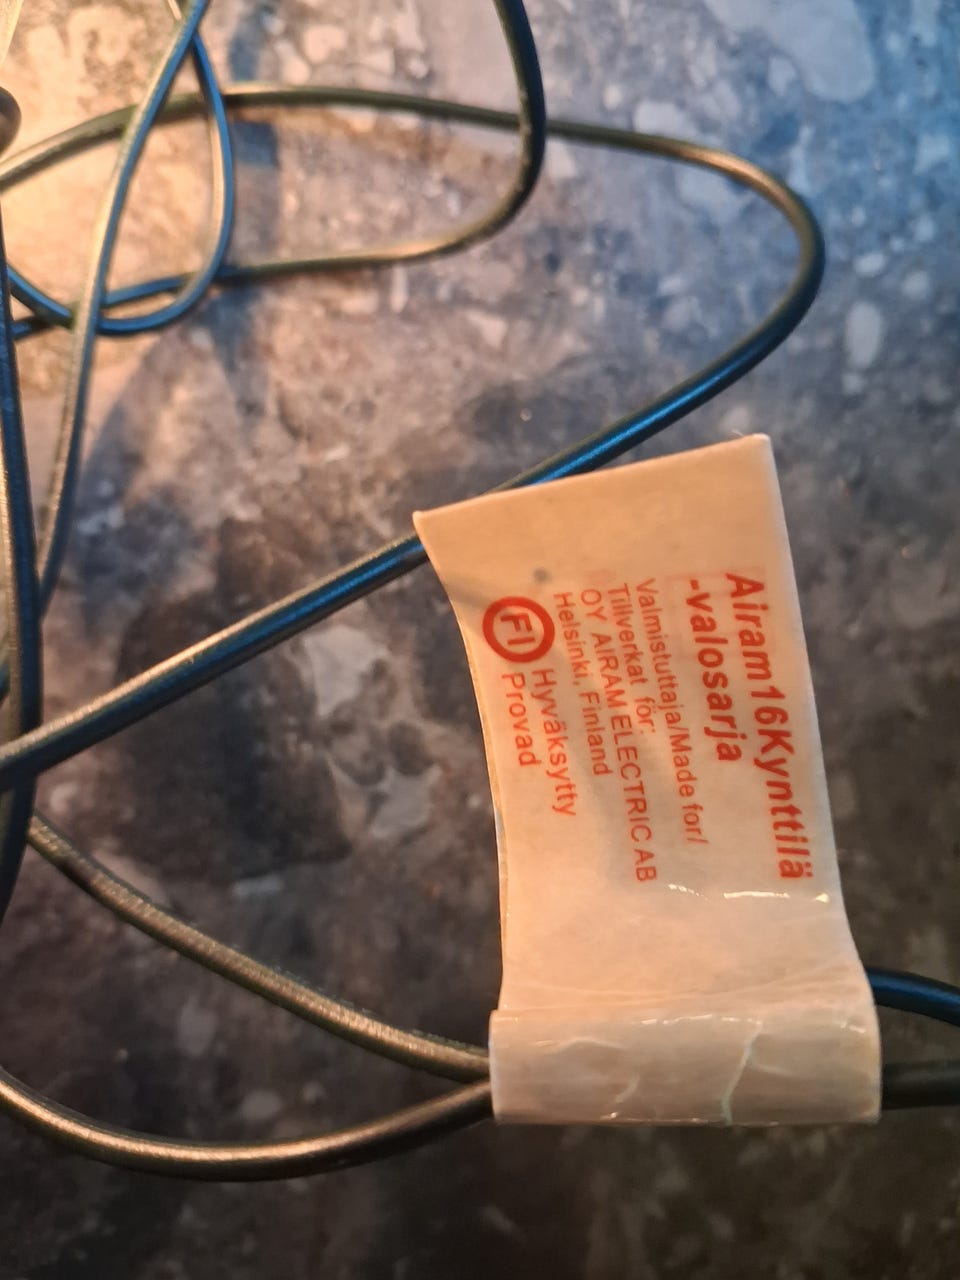 Airam16Kynttilä
-valosarja
Valmistuttaja/Made for/
Tillverkat för:
OY AIRAM ELECTRIC AB
Helsinki, Finland
FI Hyväksytty
Provad